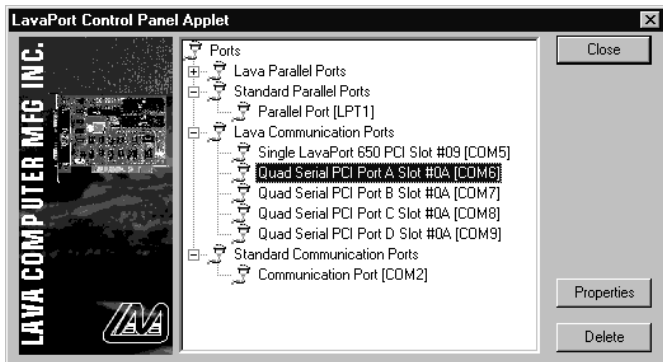 LavaPort Control Panel Applet
LAVA COMPUTER MFG INC.
Ports
Lava Parallel Ports
Standard Parallel Ports
Parallel Port [LPT1]
Lava Communication Ports
Single LavaPort 650 PCI Slot #09 [COM5]
Quad Serial PCI Port A Slot #0A [COM6]
Quad Serial PCI Port B Slot #0A [COM7]
Quad Serial PCI Port C Slot #0A [COM8]
Quad Serial PCI Port D Slot #0A [COM9]
Standard Communication Ports
Communication Port [COM2]
Close
Properties
Delete